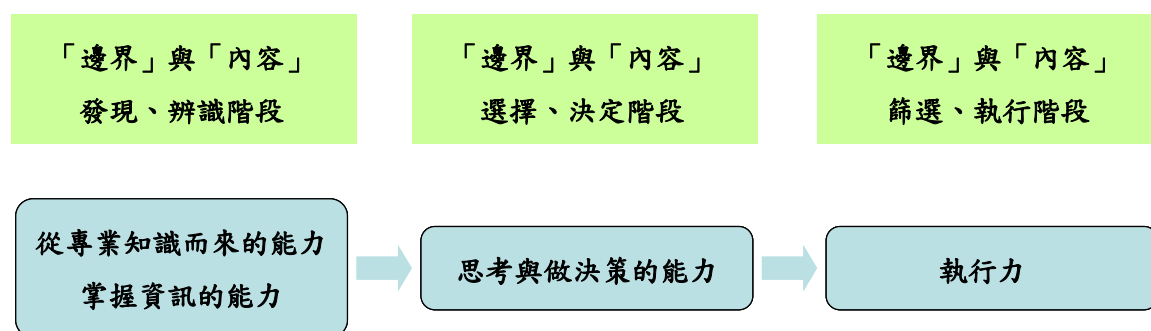 「邊界」與「內容」
發現、辨識階段
「邊界」與「內容」
選擇、決定階段
「邊界」與「內容」
篩選、執行階段
從專業知識而來的能力
掌握資訊的能力
思考與做決策的能力
執行力